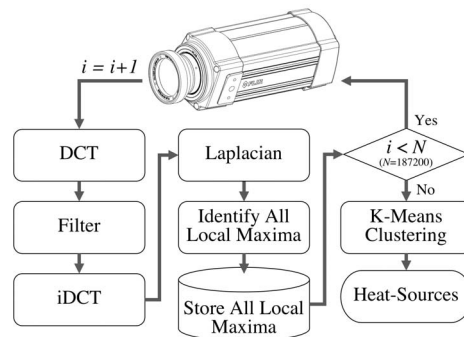 FLIR
i = i+1
DCT
Filter
iDCT
Laplacian
Identify All
Local Maxima
Store All Local
Maxima
Yes
i < N
(N=187200)
No
K-Means
Clustering
Heat-Sources